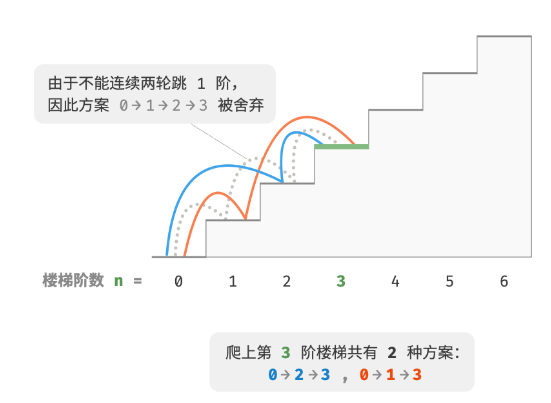 由于不能连续两轮跳 1 阶，
因此方案 0→1→2→3 被舍弃
楼梯阶数 n = 0 1 2 3 4 5 6
爬上第 3 阶楼梯共有 2 种方案：
0→2→3 , 0→1→3